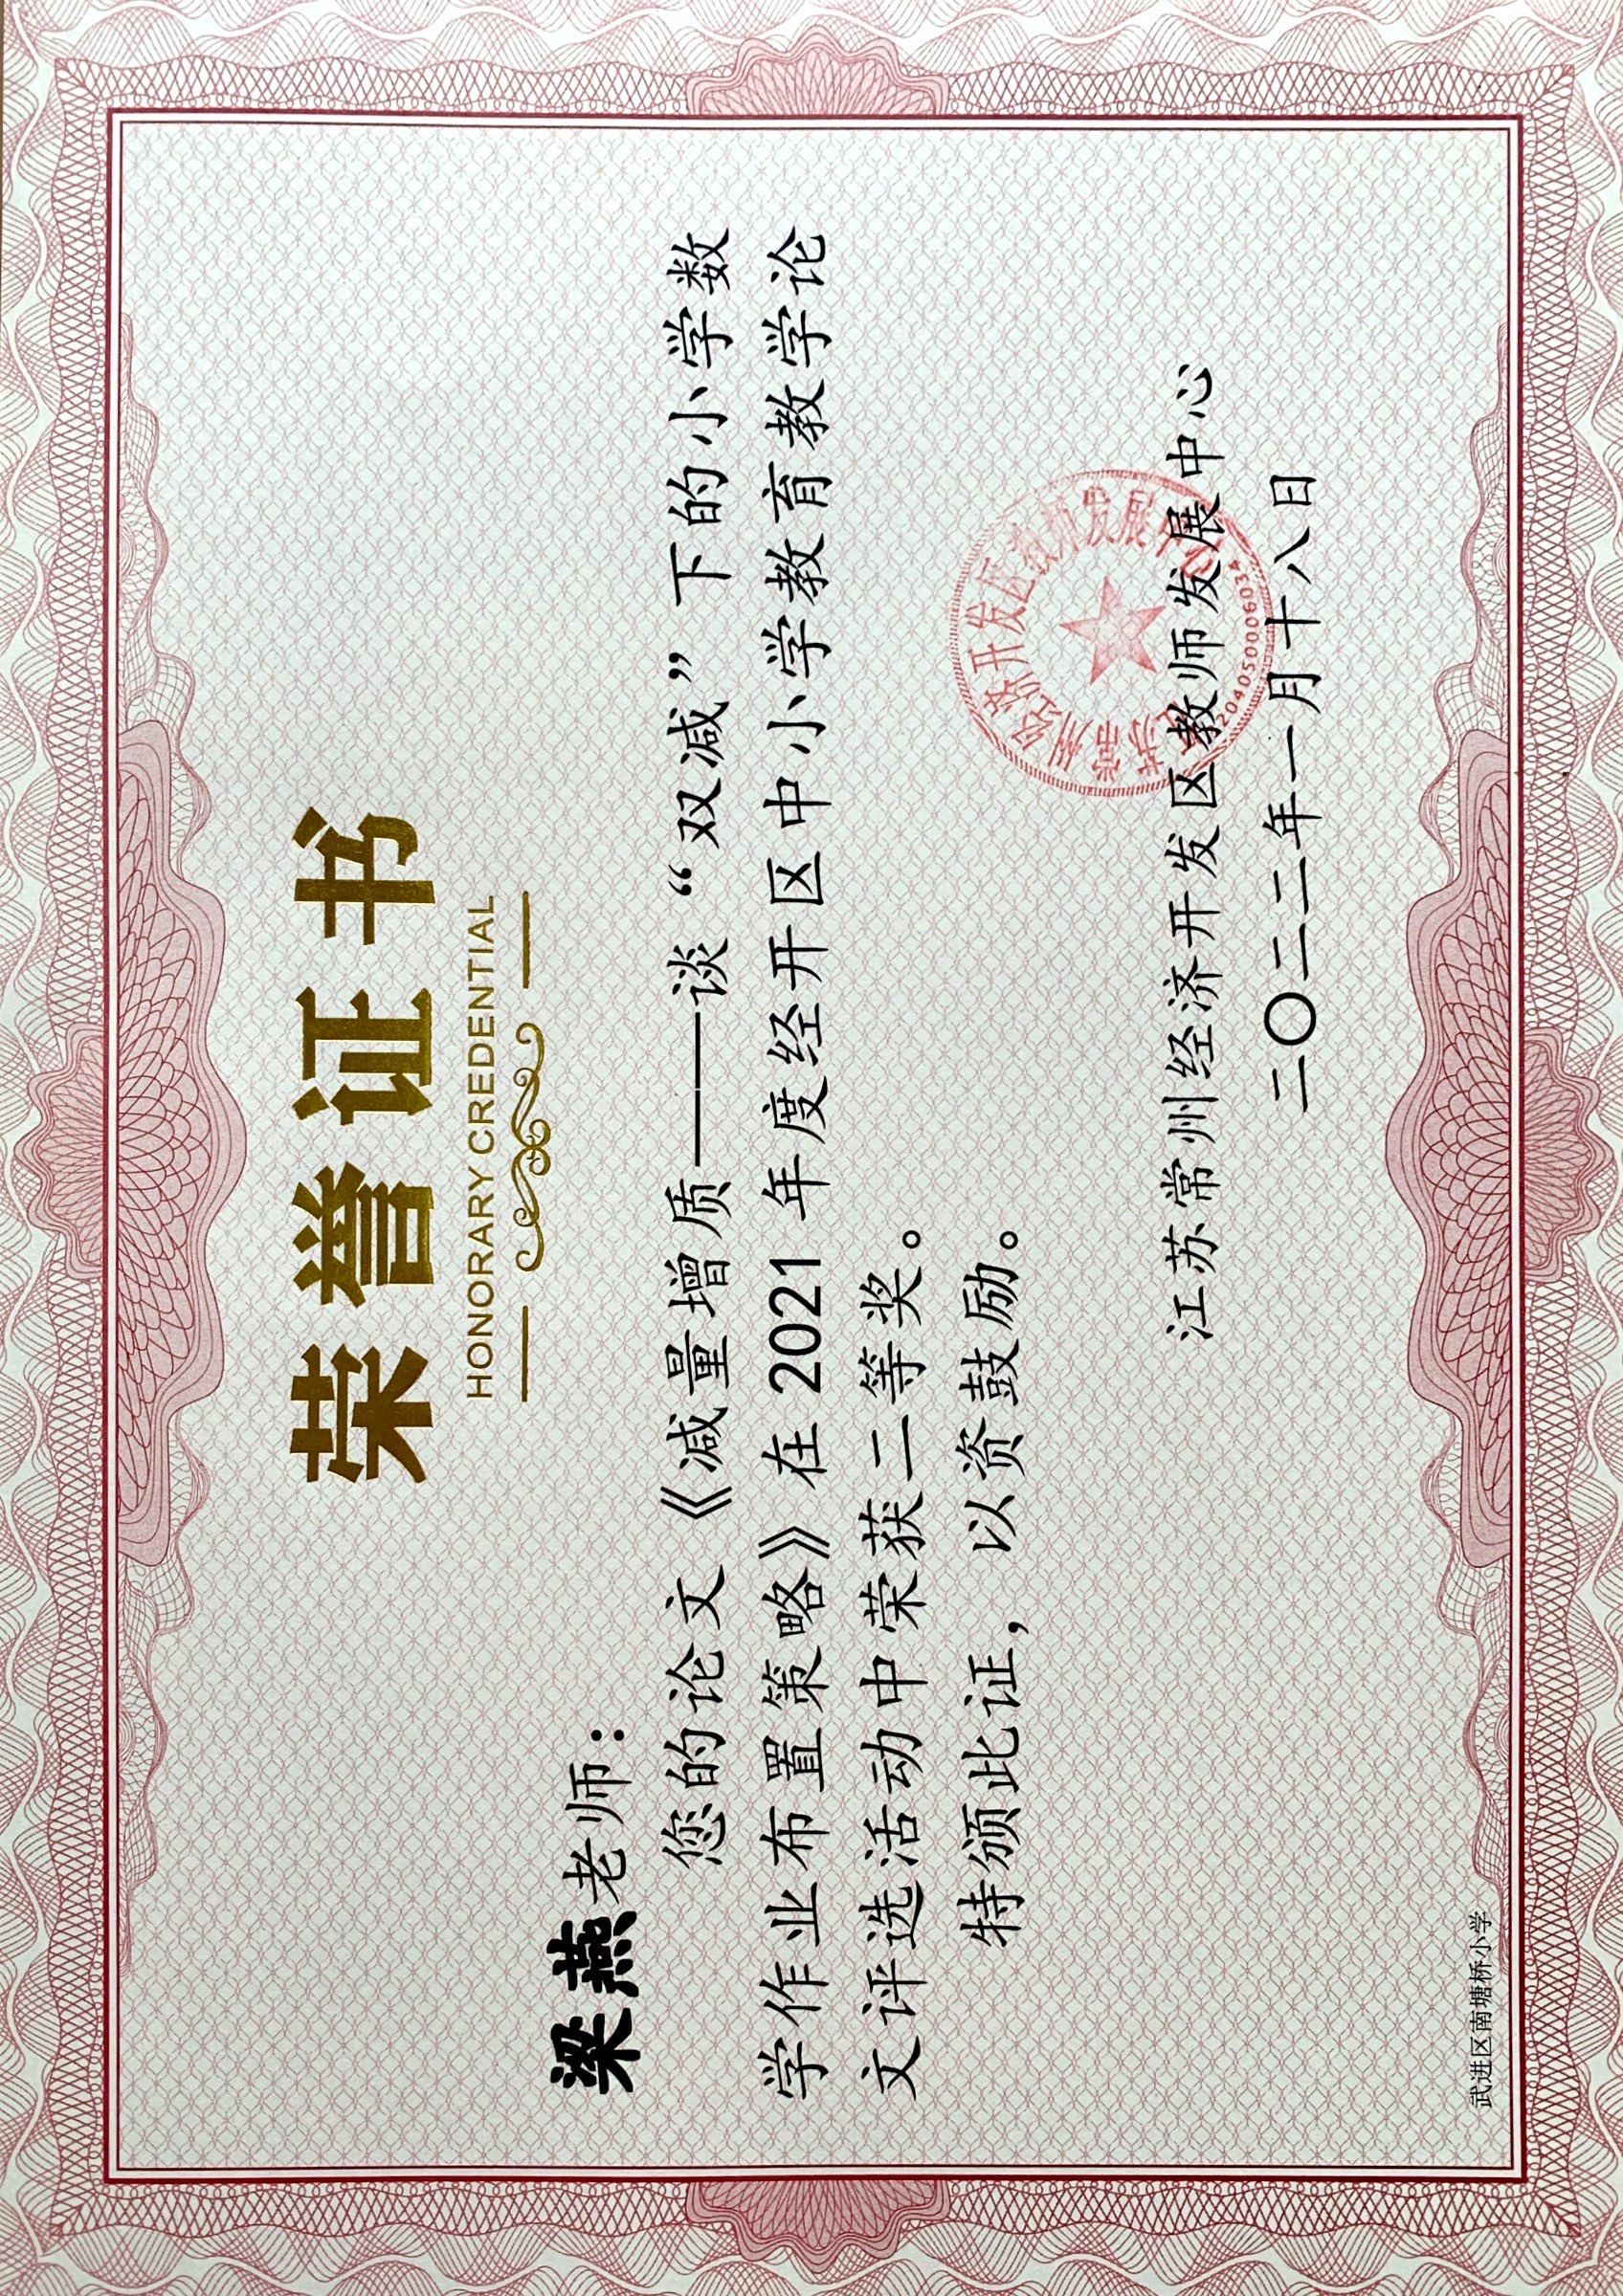 荣誉证书
HONORARY CREDENTIAL
梁燕老师：
您的论文《减量增质——谈“双减”下的小学数
学作业布置策略》在2021年度经开区中小学教育教学论
文评选活动中荣获二等奖。
特颁此证，以资鼓励。
江苏常州经济开发区教师发展中心
二〇二二年一月十八日
武进区南塘桥小学